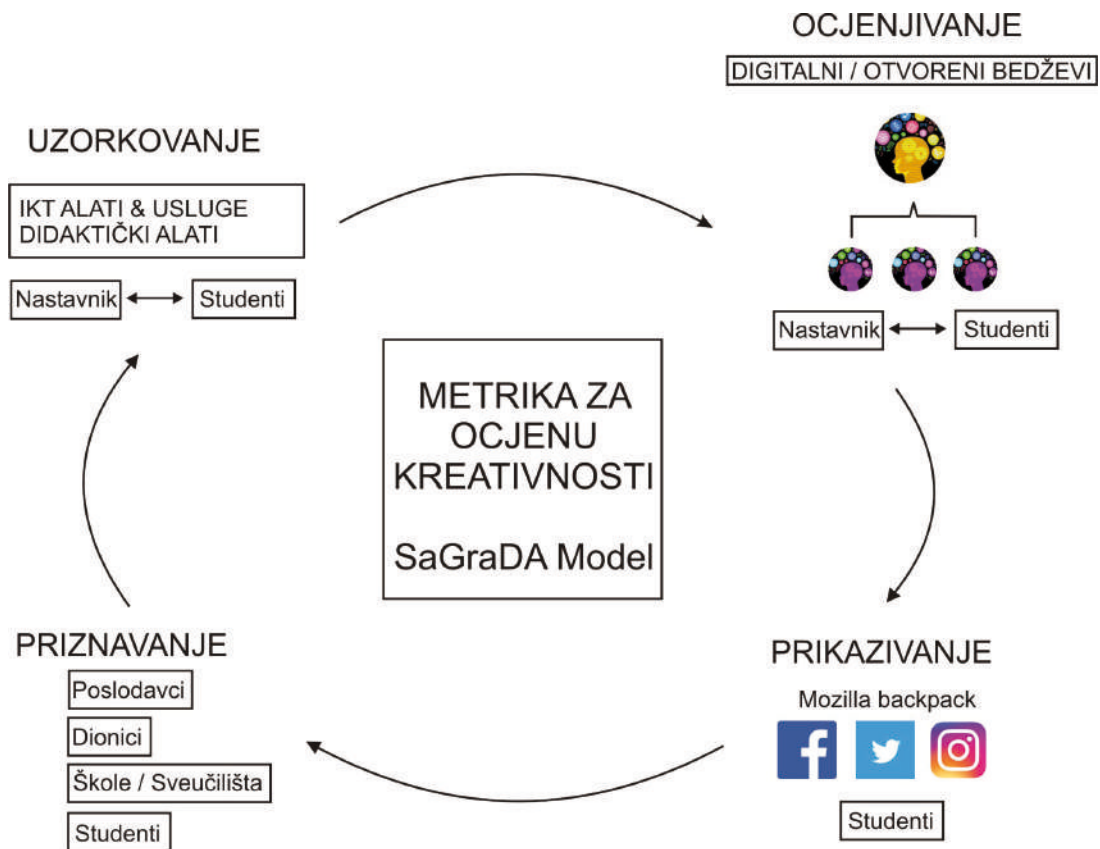 OCJENJIVANJE
DIGITALNI / OTVORENI BEDŽEVI
UZORKOVANJE
IKT ALATI & USLUGE
DIDAKTIČKI ALATI
Nastavnik
Studenti
Nastavnik
Studenti
METRIKA ZA
OCJENU
KREATIVNOSTI
SaGraDA Model
PRIZNAVANJE
Poslodavci
Dionici
Škole / Sveučilišta
Studenti
PRIKAZIVANJE
Mozilla backpack
Studenti